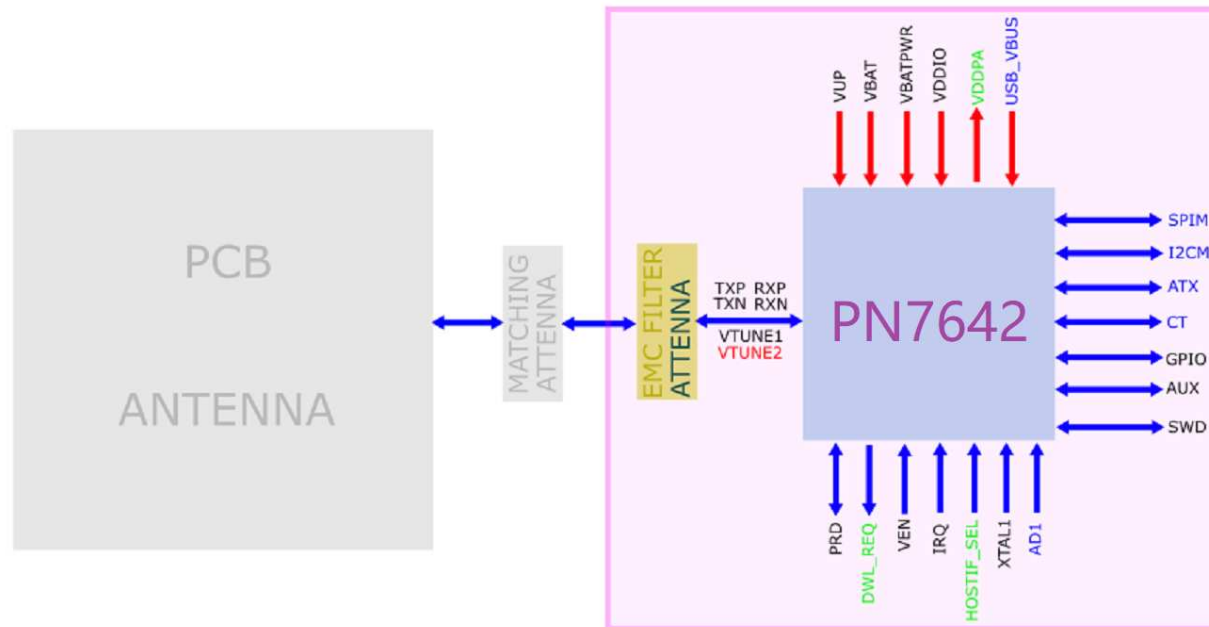 PCB
ANTENNA
MATCHING
ATTENNA
EMC FILTER
ATTENNA
TXP RXP
TXN RXN
VTUNE1
VTUNE2
VUP
VBAT
VBATPWR
VDDIO
VDDPA
USB_VBUS
PN7642
SPIM
I2CM
ATX
CT
GPIO
AUX
SWD
PRD
DWL_REQ
VEN
IRQ
HOSTIF_SEL
XTAL1
AD1